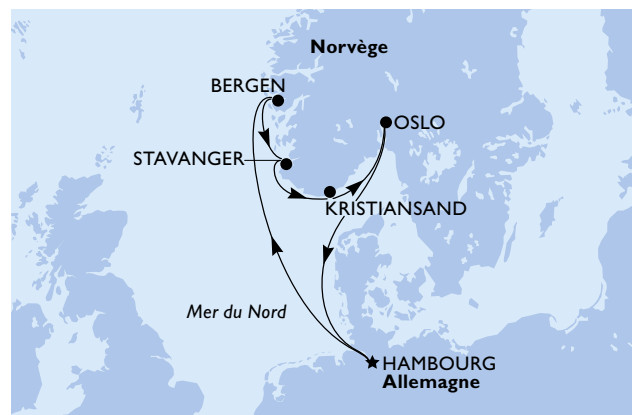 Norvège
BERGEN
OSLO
STAVANGER
KRISTIANSAND
Mer du Nord
HAMBOURG
Allemagne